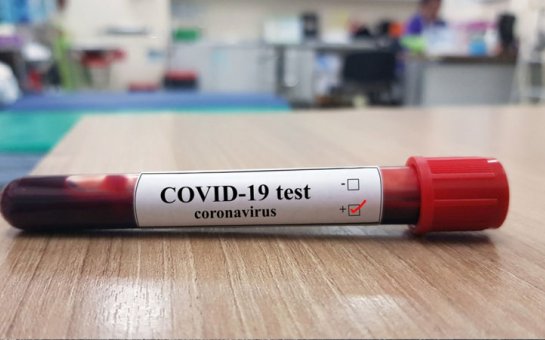 COVID-19 test
coronavirus
-☐
+☑